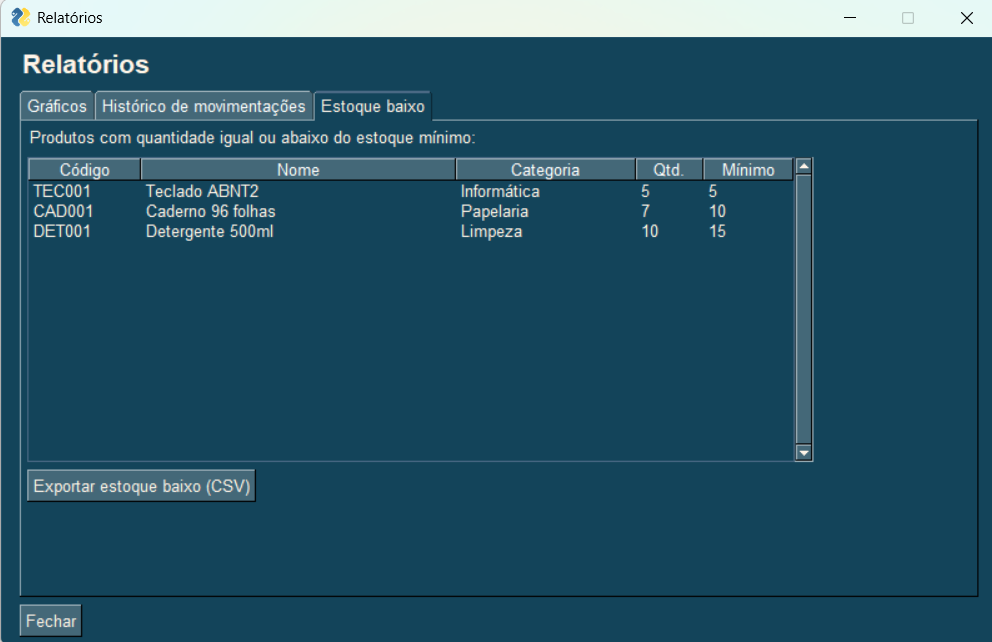 Relatórios
Relatórios
Gráficos Histórico de movimentações Estoque baixo
Produtos com quantidade igual ou abaixo do estoque mínimo:
Código Nome Categoria Qtd. Mínimo
TEC001 Teclado ABNT2 Informática 5 5
CAD001 Caderno 96 folhas Papelaria 7 10
DET001 Detergente 500ml Limpeza 10 15
Exportar estoque baixo (CSV)
Fechar